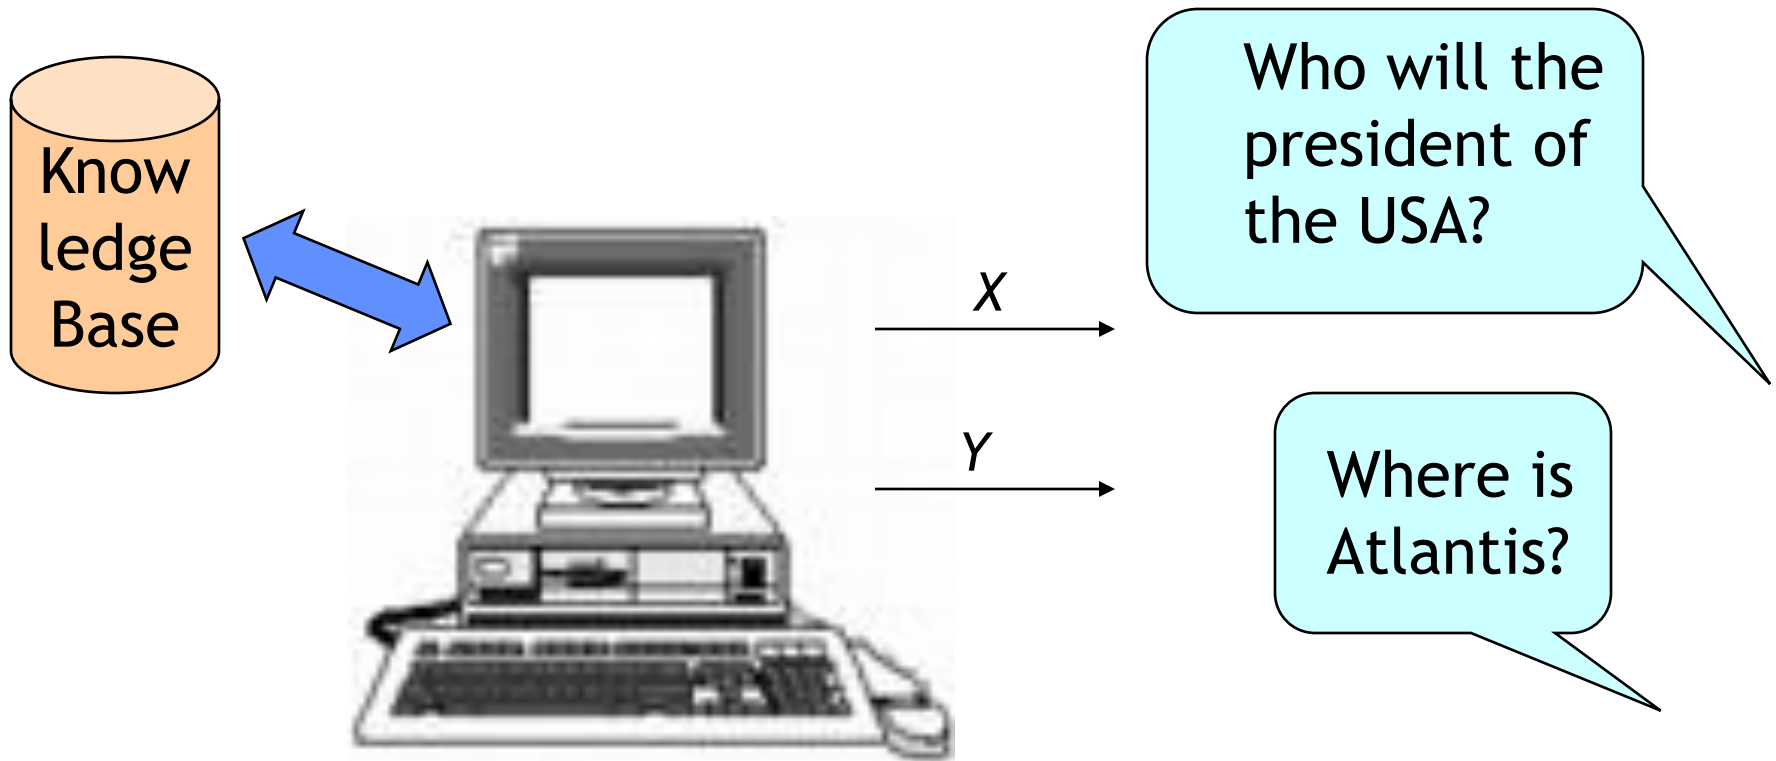 Know
ledge
Base
X
Y
Who will the
president of
the USA?
Where is
Atlantis?